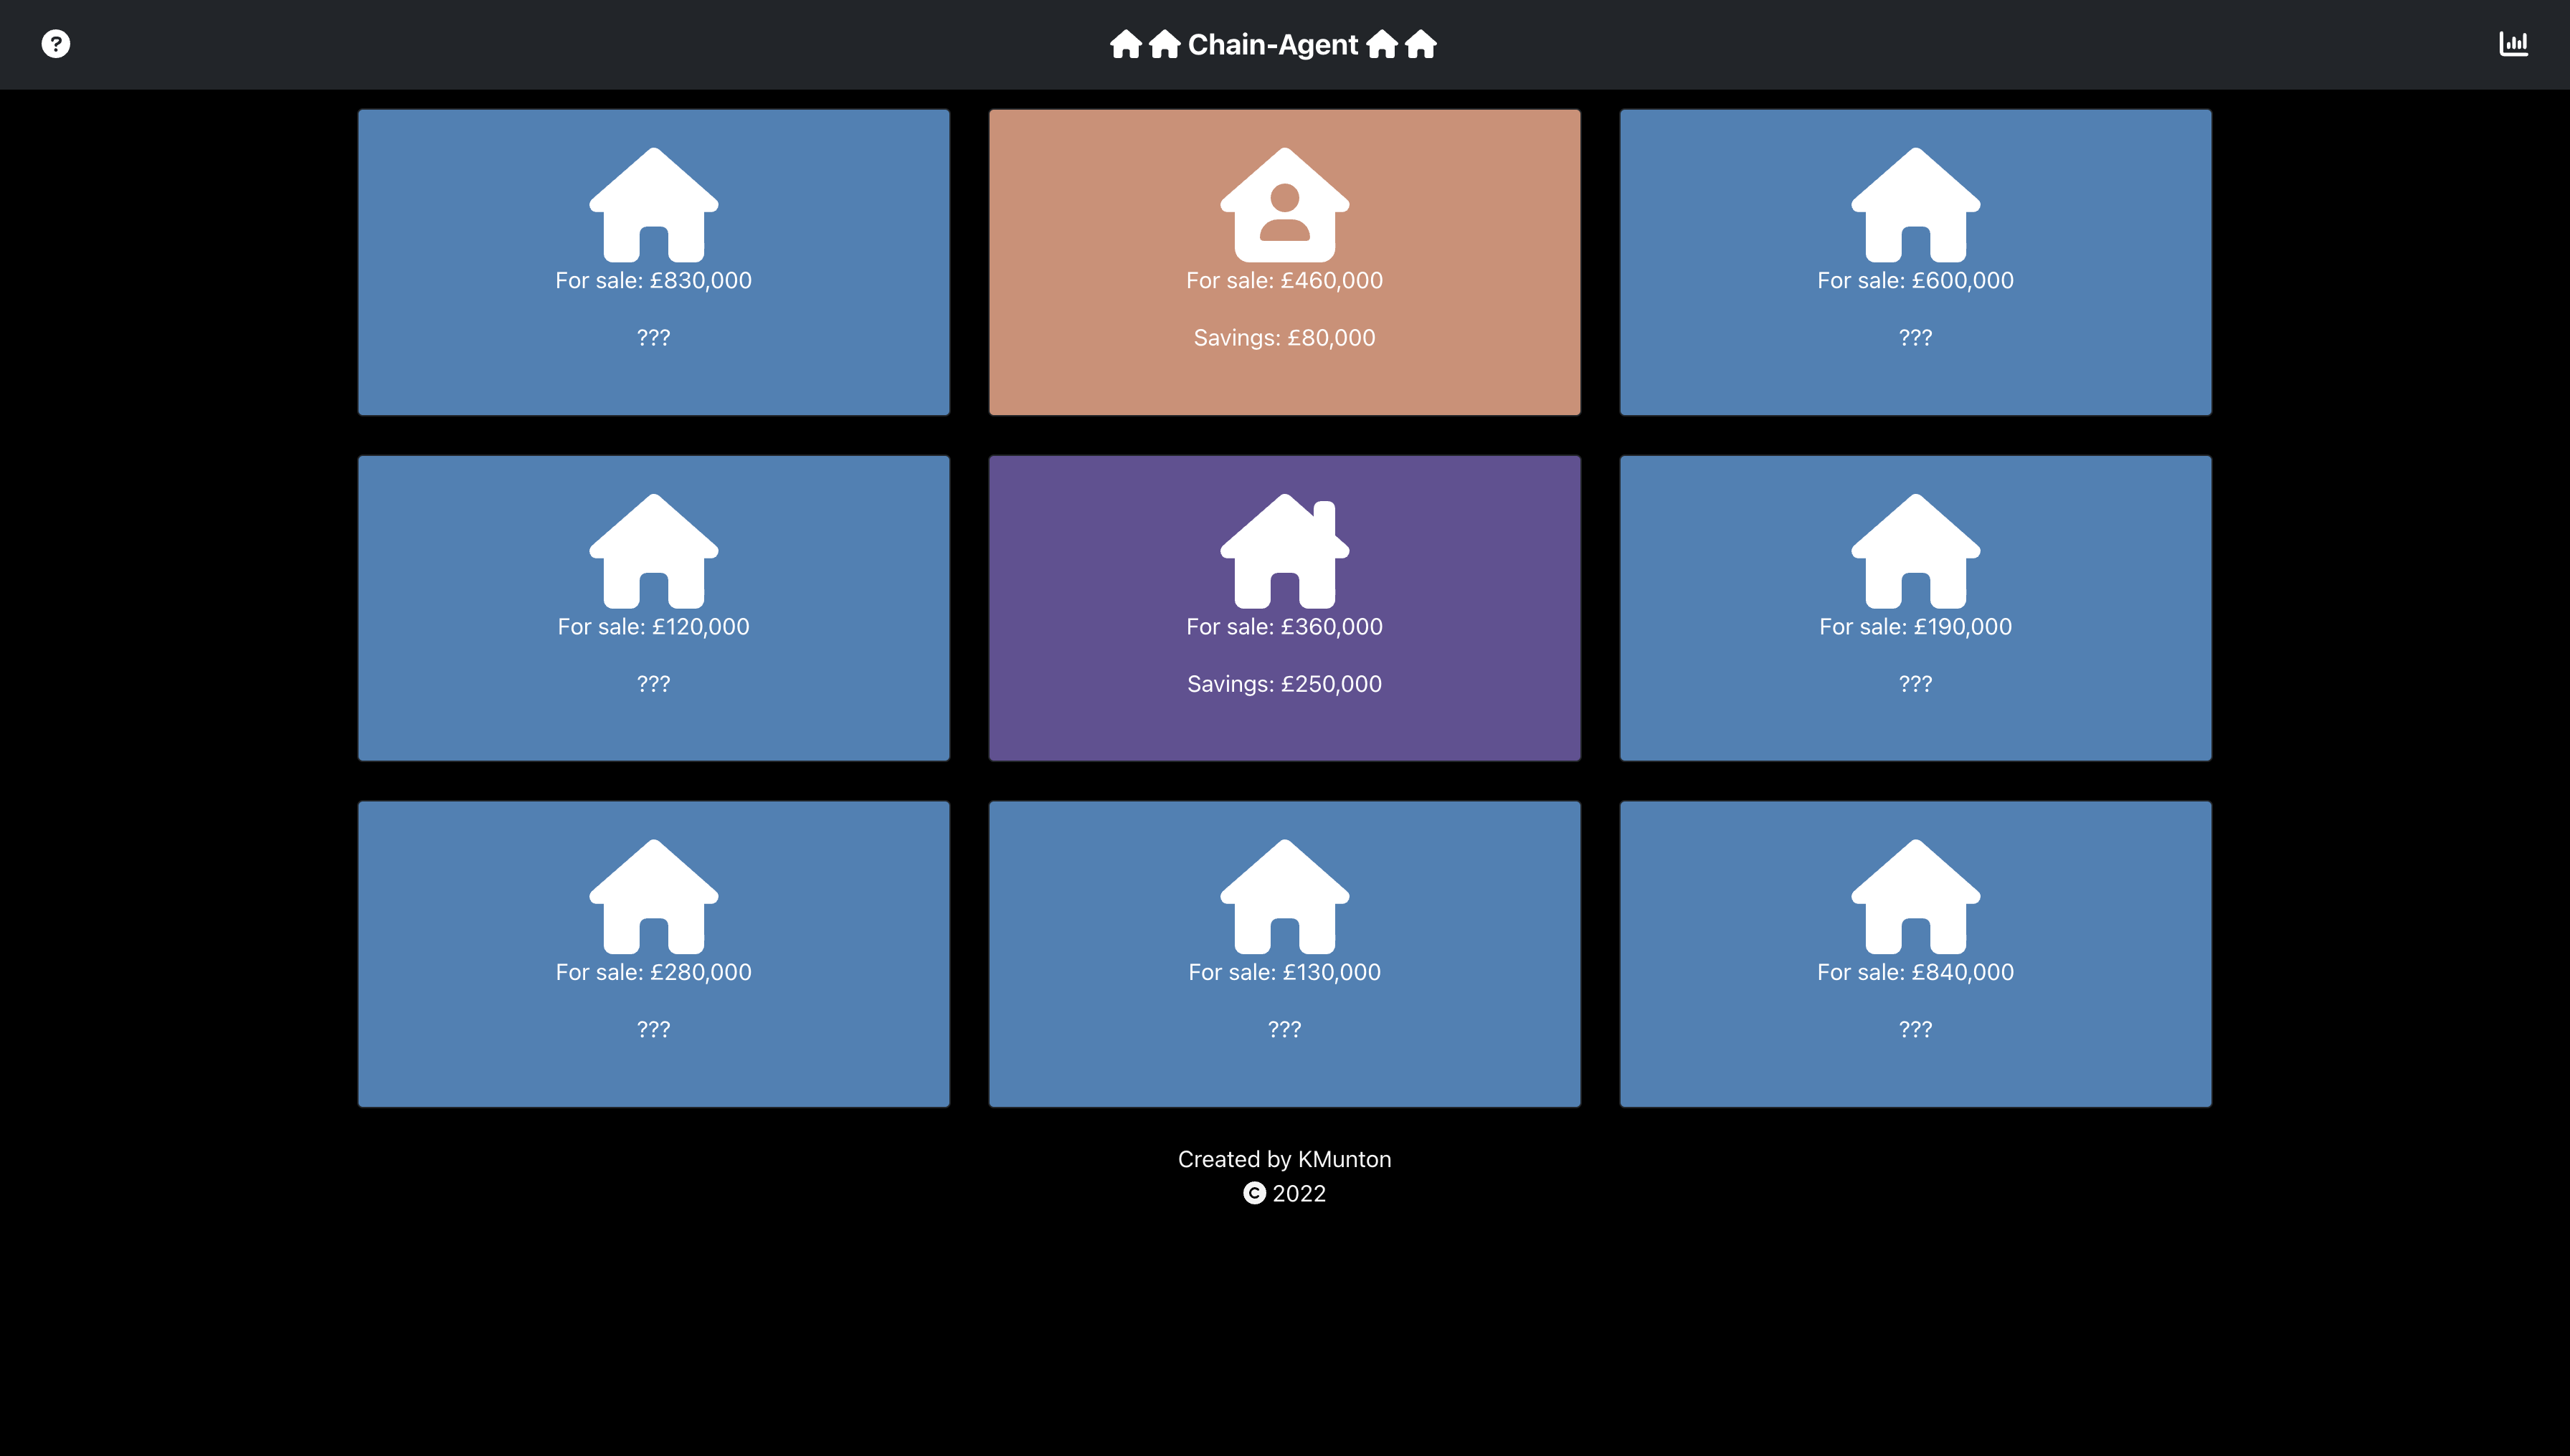 Chain-Agent
For sale: £830,000
???
For sale: £460,000
Savings: £80,000
For sale: £600,000
???
For sale: £120,000
???
For sale: £360,000
Savings: £250,000
For sale: £190,000
???
For sale: £280,000
???
For sale: £130,000
???
For sale: £840,000
???
Created by KMunton
© 2022